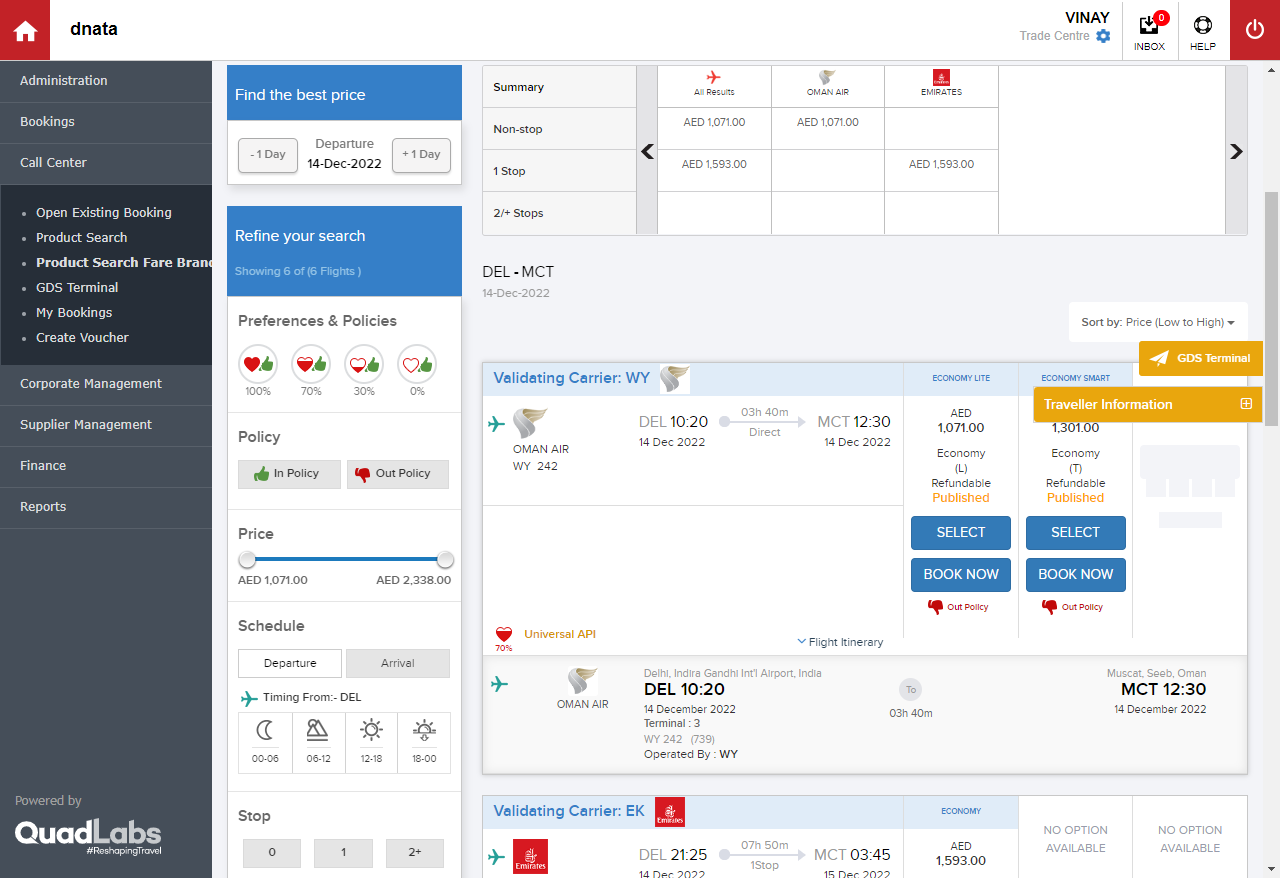 dnata
VINAY
Trade Centre
0
INBOX
HELP
Administration
Bookings
Call Center
Open Existing Booking
Product Search
Product Search Fare Bran
GDS Terminal
My Bookings
Create Voucher
Corporate Management
Supplier Management
Finance
Reports
Powered by
QuadLabs
#ReshapingTravel
Find the best price
- 1 Day
Departure
14-Dec-2022
+ 1 Day
Refine your search
Showing 6 of (6 Flights )
Preferences & Policies
100%
70%
30%
0%
Policy
In Policy
Out Policy
Price
AED 1,071.00
AED 2,338.00
Schedule
Departure
Arrival
Timing From:- DEL
00-06
06-12
12-18
18-00
Stop
0
1
2+
Summary
All Results
OMAN AIR
EMIRATES
Non-stop
AED 1,071.00
AED 1,071.00
1 Stop
AED 1,593.00
AED 1,593.00
2/+ Stops
DEL - MCT
14-Dec-2022
Sort by: Price (Low to High)
GDS Terminal
Traveller Information
Validating Carrier: WY
ECONOMY LITE
ECONOMY SMART
OMAN AIR
WY 242
DEL 10:20
14 Dec 2022
03h 40m
Direct
MCT 12:30
14 Dec 2022
AED
1,071.00
Economy
(L)
Refundable
Published
SELECT
BOOK NOW
Out Policy
1,301.00
Economy
(T)
Refundable
Published
SELECT
BOOK NOW
Out Policy
70%
Universal API
Flight Itinerary
OMAN AIR
Delhi, Indira Gandhi Int'l Airport, India
DEL 10:20
14 December 2022
Terminal : 3
WY 242 (739)
Operated By : WY
To
03h 40m
Muscat, Seeb, Oman
MCT 12:30
14 December 2022
Validating Carrier: EK
Emirates
ECONOMY
Emirates
DEL 21:25
14 Dec 2022
07h 50m
1Stop
MCT 03:45
15 Dec 2022
AED
1,593.00
NO OPTION
AVAILABLE
NO OPTION
AVAILABLE